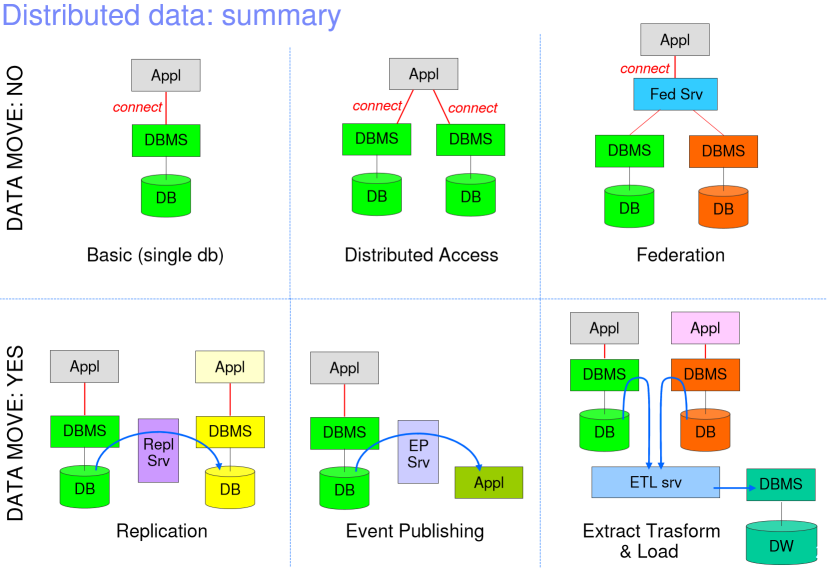 Distributed data: summary
DATA MOVE: NO
Appl
connect
DBMS
DB
Basic (single db)
Appl
connect
connect
DBMS
DBMS
DB
DB
Distributed Access
Appl
connect
Fed Srv
DBMS
DBMS
DB
DB
Federation
DATA MOVE: YES
Appl
Appl
DBMS
Repl
Srv
DBMS
DB
DB
Replication
Appl
DBMS
EP
Srv
DB
Appl
Event Publishing
Appl
Appl
DBMS
DBMS
DB
DB
ETL srv
DBMS
DW
Extract Trasform
& Load